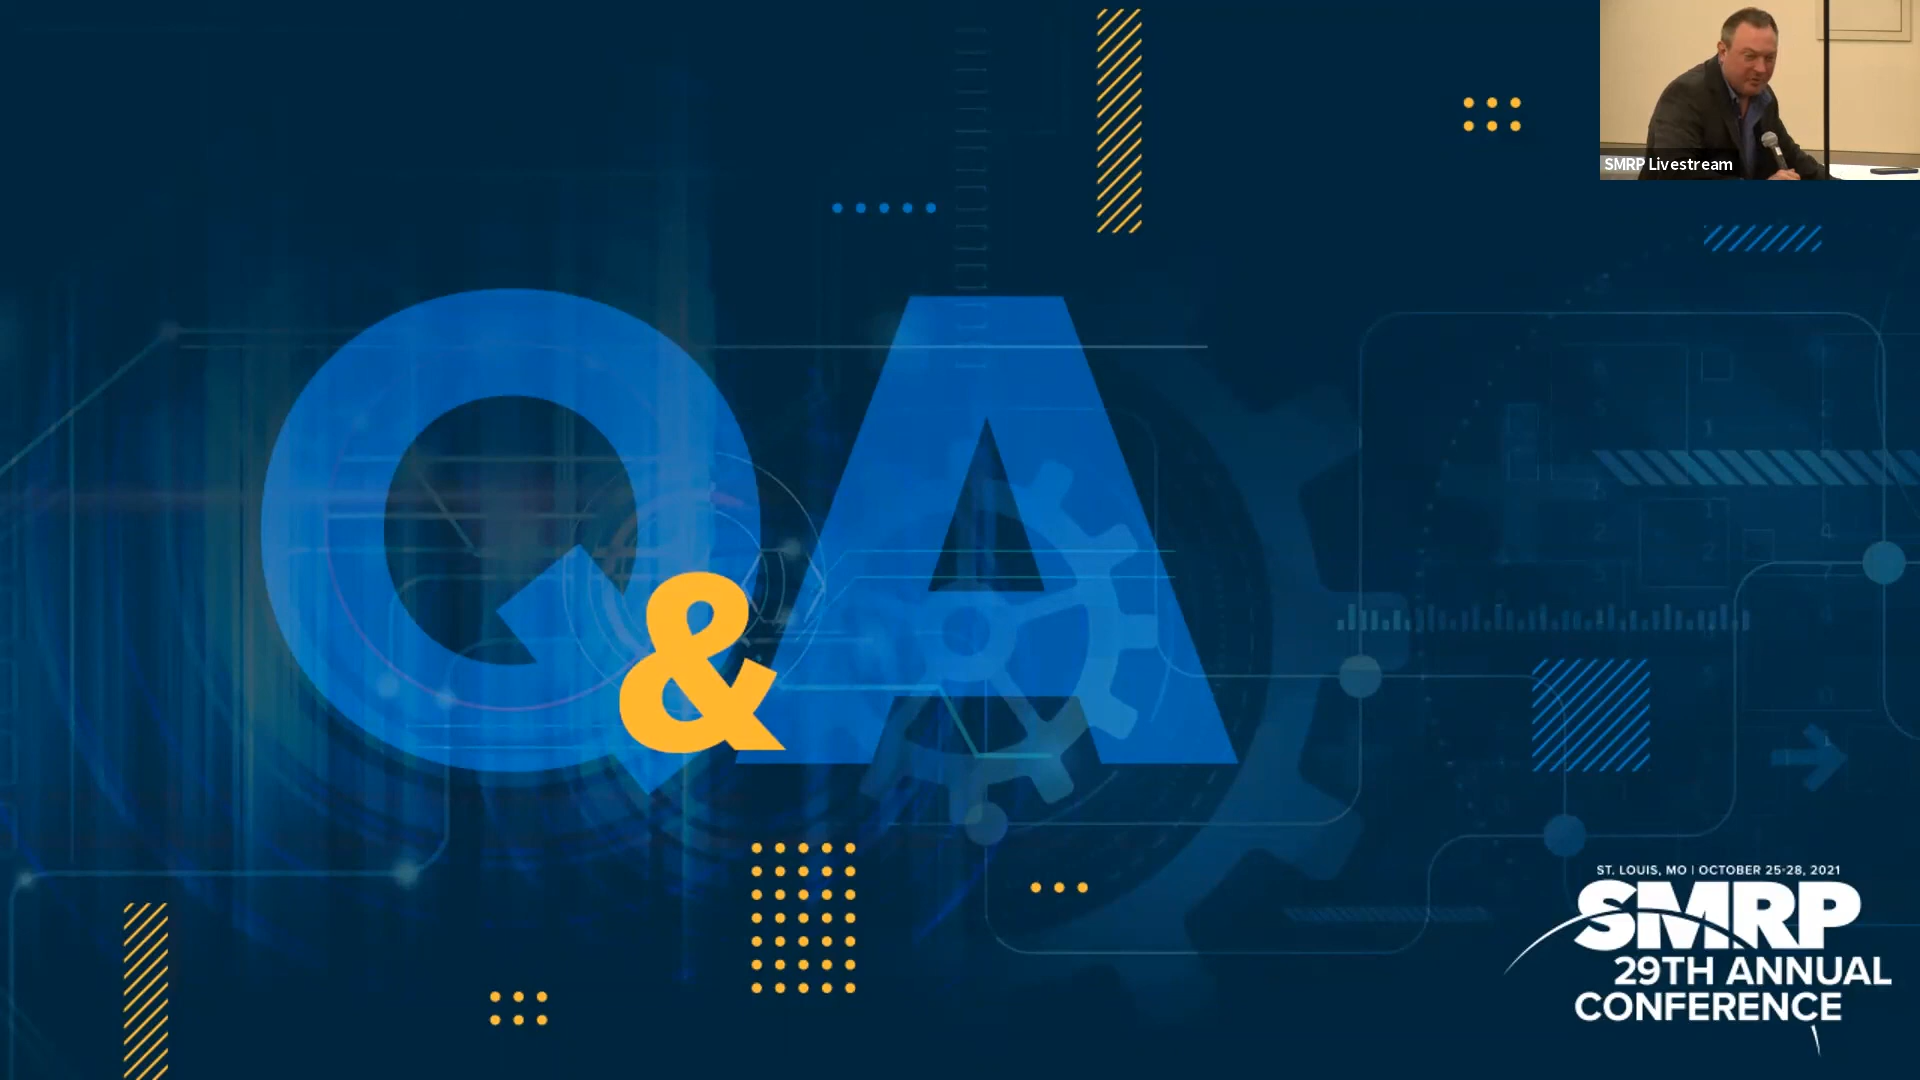 SMRP Livestream
Q&A
ST. LOUIS, MO | OCTOBER 25-28, 2021
SMRP
29TH ANNUAL
CONFERENCE